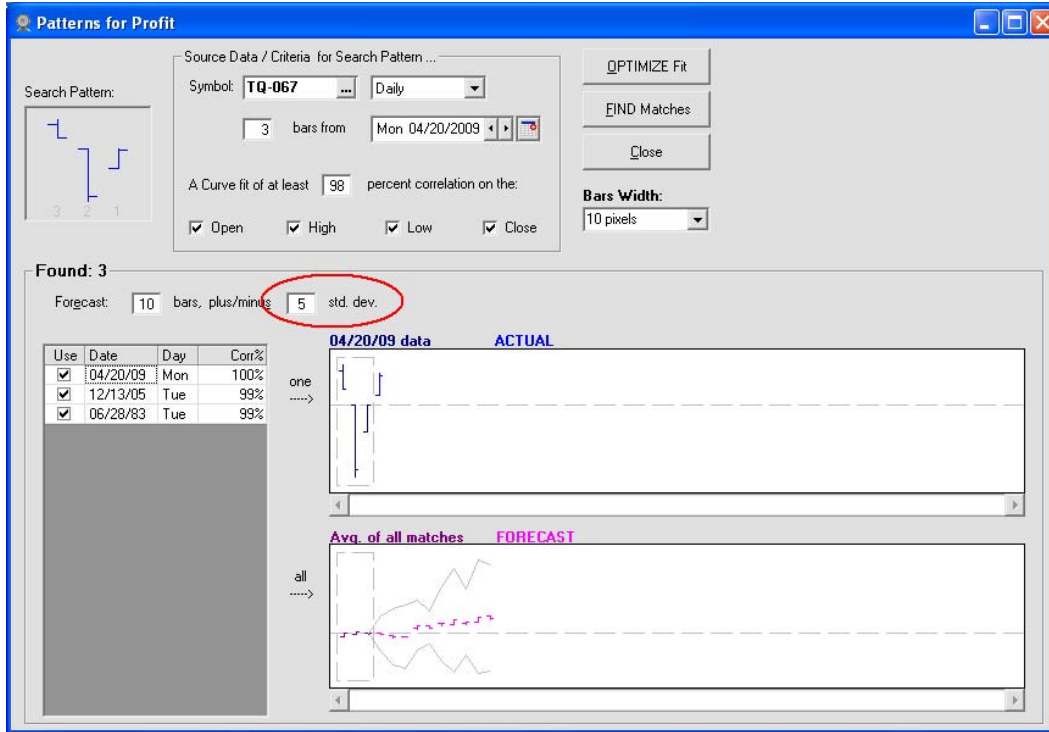 Patterns for Profit
Source Data / Criteria for Search Pattern ...
Search Pattern:
3 2 1
Symbol: TQ-067 ... Daily
3 bars from Mon 04/20/2009
A Curve fit of at least 98 percent correlation on the:
Open High Low Close
OPTIMIZE Fit
FIND Matches
Close
Bars Width:
10 pixels
Found: 3
Forecast: 10 bars, plus/minus 5 std. dev.
Use Date Day Corr%
04/20/09 Mon 100%
12/13/05 Tue 99%
06/28/83 Tue 99%
04/20/09 data ACTUAL
one
---->
Avg. of all matches FORECAST
all
---->